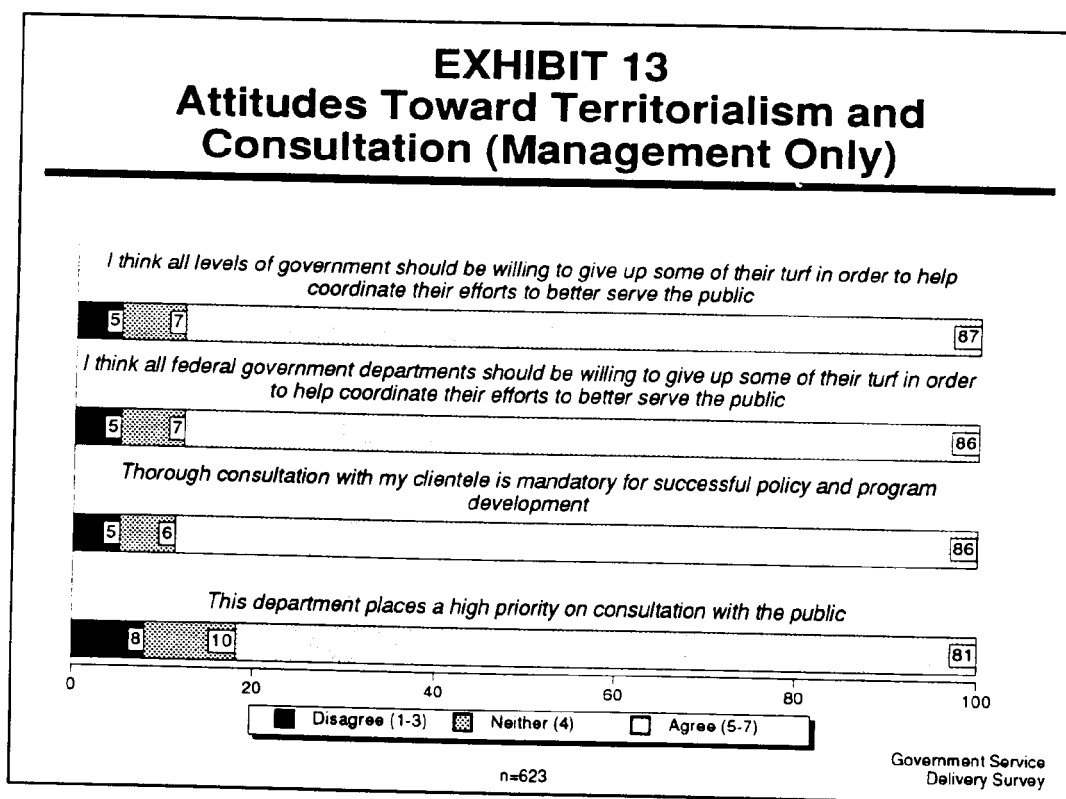 EXHIBIT 13
Attitudes Toward Territorialism and
Consultation (Management Only)
I think all levels of government should be willing to give up some of their turf in order to help
coordinate their efforts to better serve the public
5 7 87
I think all federal government departments should be willing to give up some of their turf in order
to help coordinate their efforts to better serve the public
5 7 86
Thorough consultation with my clientele is mandatory for successful policy and program
development
5 6 86
This department places a high priority on consultation with the public
8 10 81
0 20 40 60 80 100
Disagree (1-3) Neither (4) Agree (5-7)
n=623
Government Service
Delivery Survey